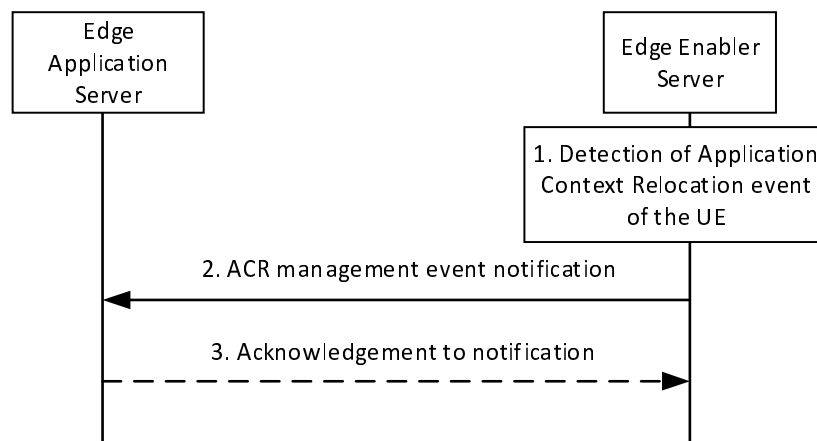 Edge
Application
Server
Edge Enabler
Server
1. Detection of Application
Context Relocation event
of the UE
2. ACR management event notification
3. Acknowledgement to notification